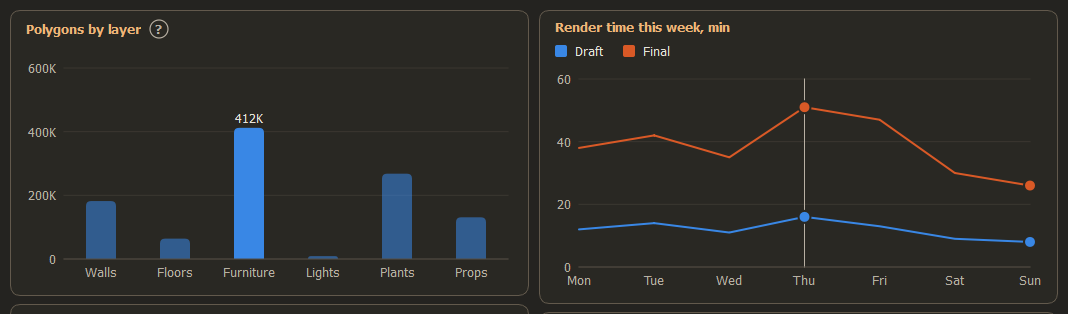 Polygons by layer ?
600K
400K
200K
0
412K
Walls Floors Furniture Lights Plants Props
Render time this week, min
Draft Final
60
40
20
0
Mon Tue Wed Thu Fri Sat Sun